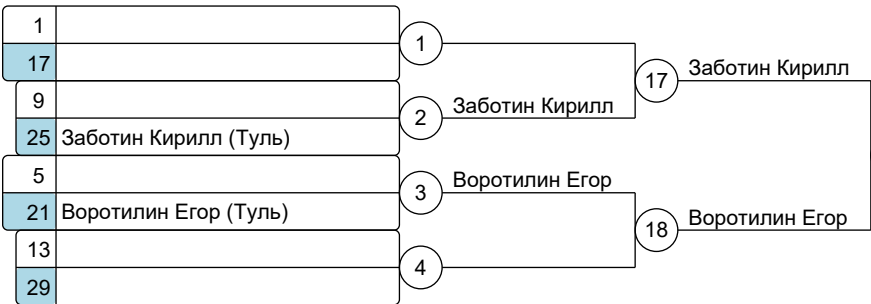 1
17
1
9
25 Заботин Кирилл (Туль)
2 Заботин Кирилл
17 Заботин Кирилл
5
21 Воротилин Егор (Туль)
3 Воротилин Егор
13
29
4
18 Воротилин Егор